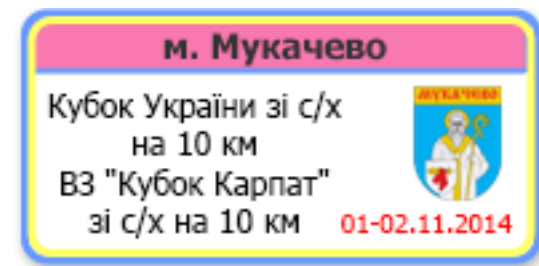 м. Мукачево
Кубок України зі с/х
на 10 км
ВЗ "Кубок Карпат"
зі с/х на 10 км
МУКАЧЕВО
01-02.11.2014